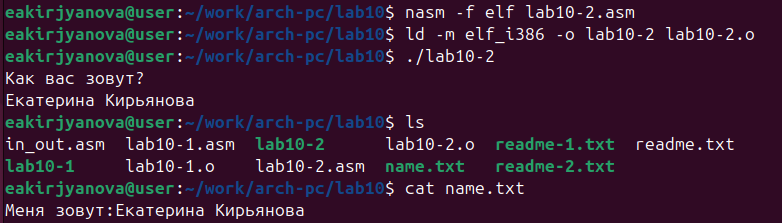 eakirjyanova@user:~/work/arch-pc/lab10$ nasm -f elf lab10-2.asm
eakirjyanova@user:~/work/arch-pc/lab10$ ld -m elf_i386 -o lab10-2 lab10-2.o
eakirjyanova@user:~/work/arch-pc/lab10$ ./lab10-2
Как вас зовут?
Екатерина Кирьянова
eakirjyanova@user:~/work/arch-pc/lab10$ ls
in_out.asm  lab10-1.asm  lab10-2      lab10-2.o  readme-1.txt  readme.txt
lab10-1     lab10-1.o    lab10-2.asm  name.txt   readme-2.txt
eakirjyanova@user:~/work/arch-pc/lab10$ cat name.txt
Меня зовут:Екатерина Кирьянова